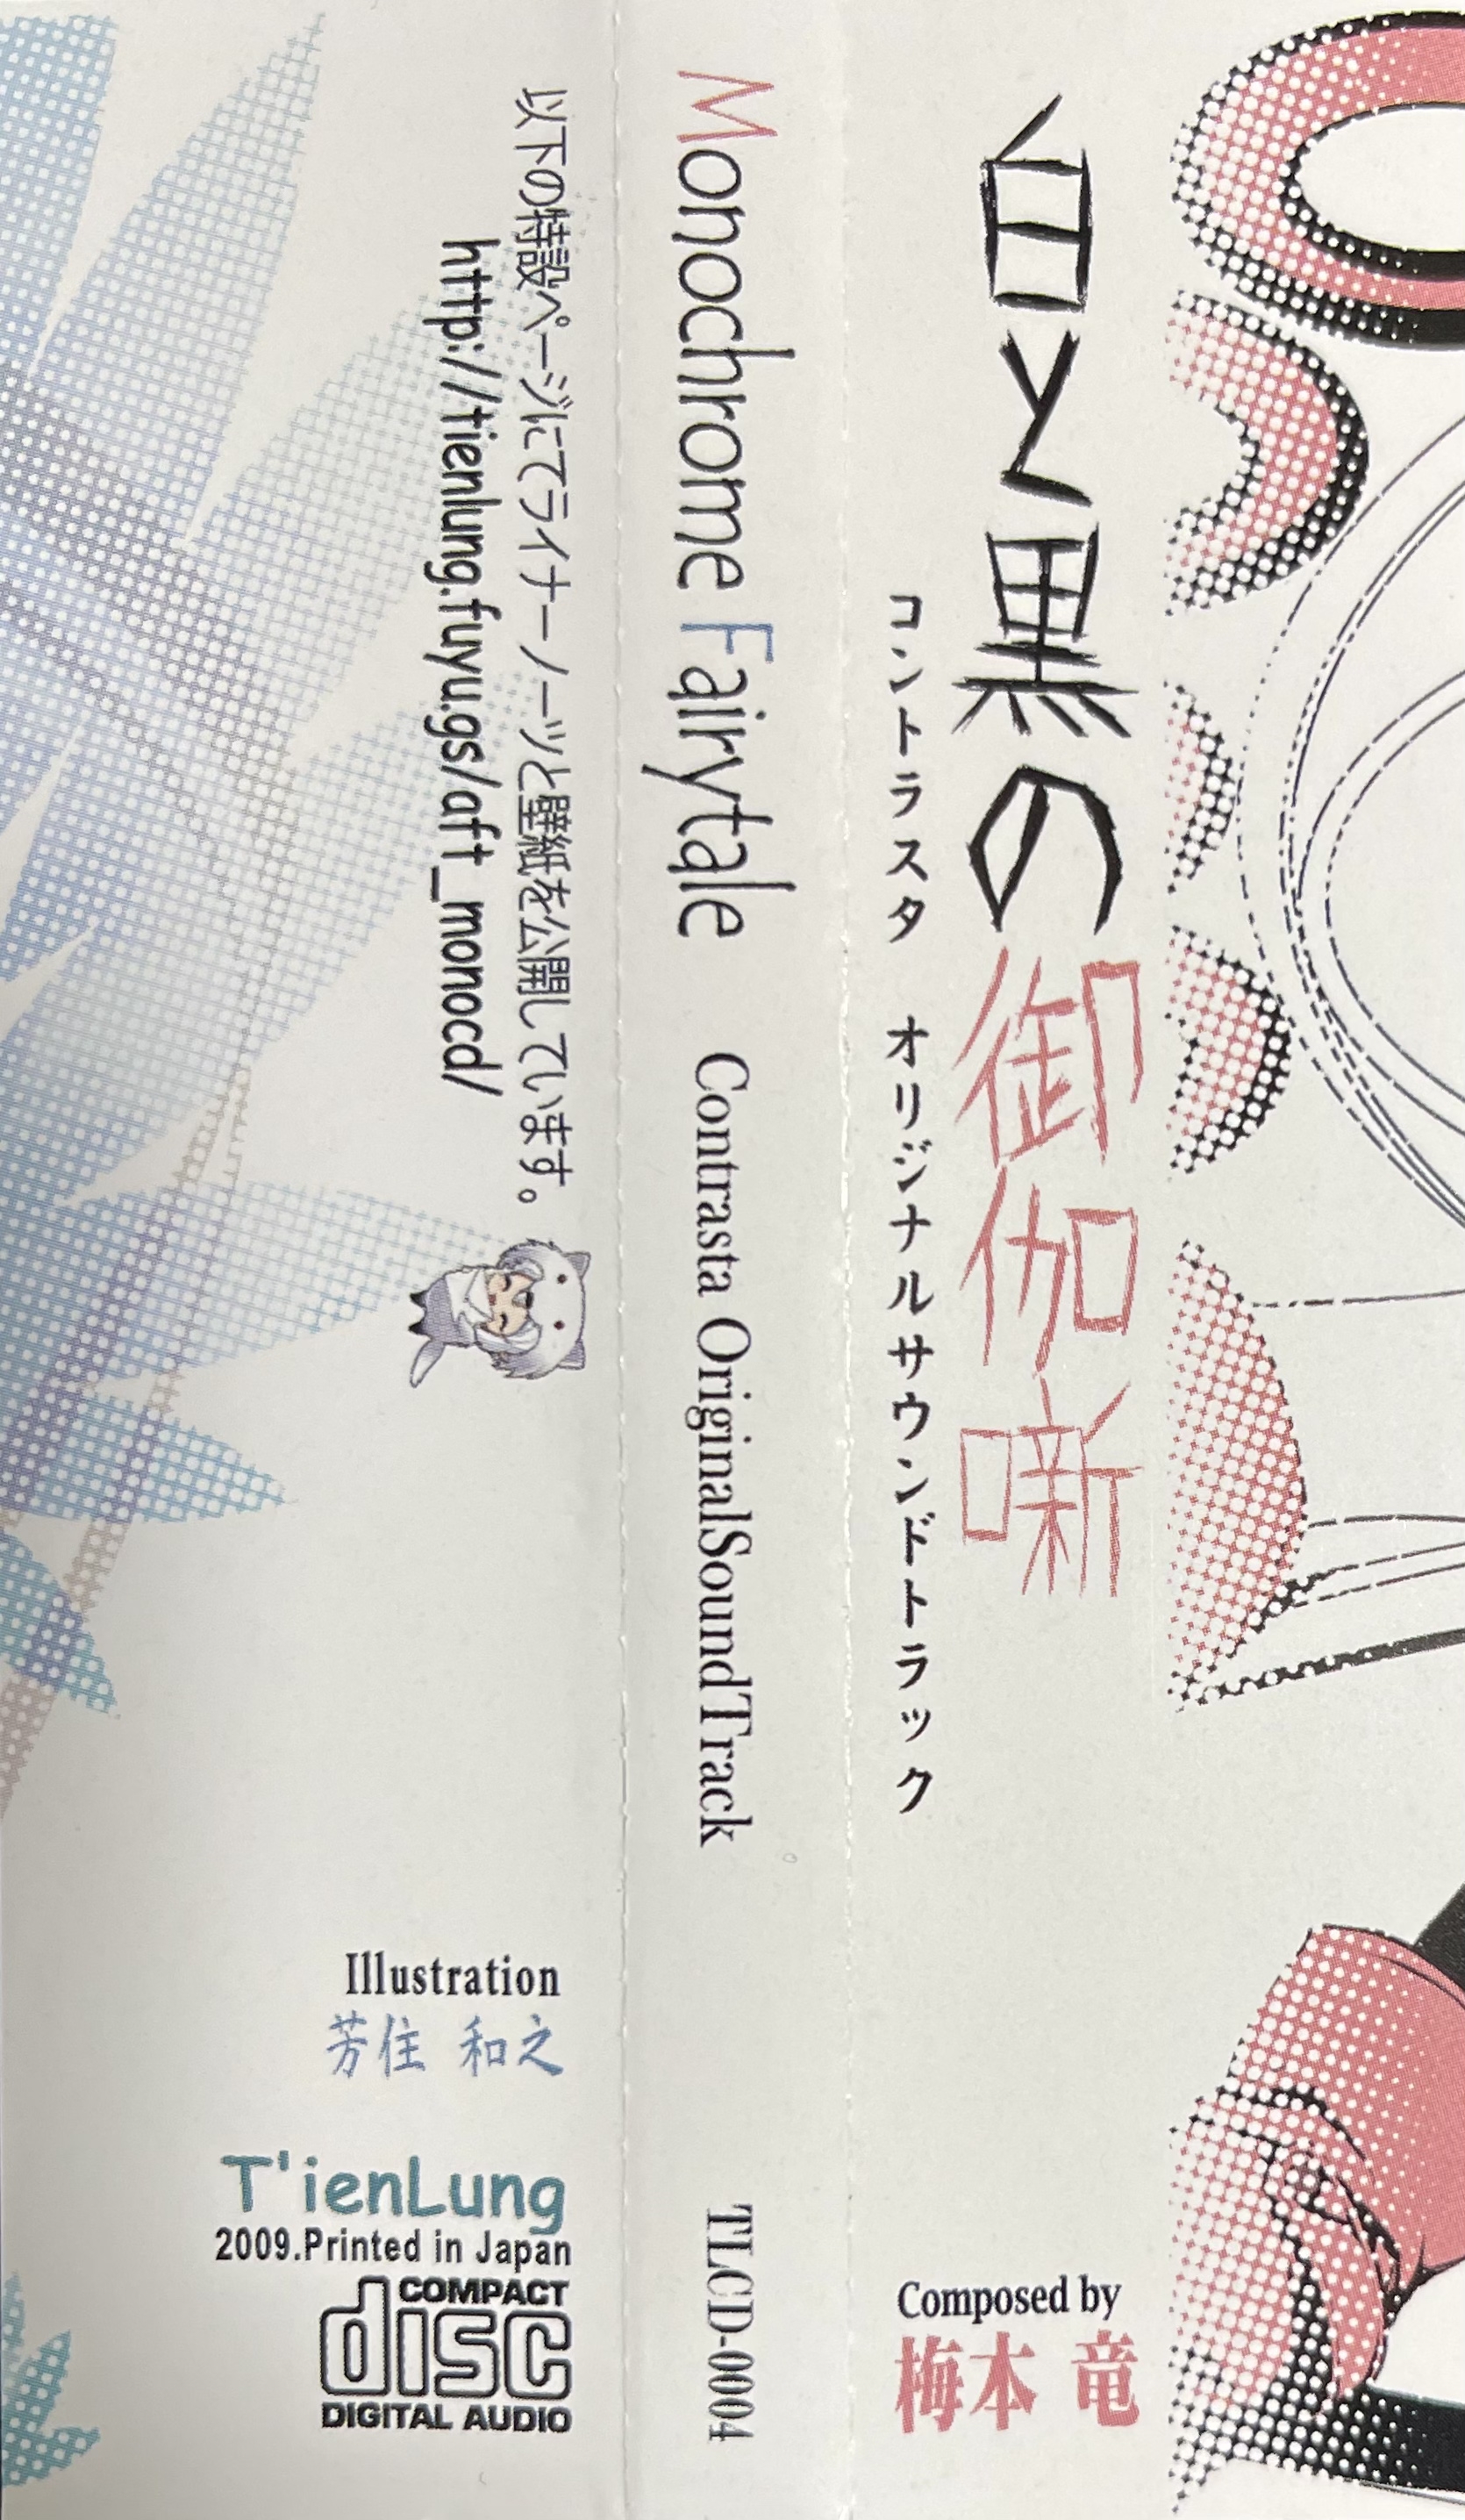 白と黒の御伽噺
コントラスタ オリジナルサウンドトラック
Composed by
梅本 竜
Monochrome Fairytale Contrasta OriginalSoundTrack TLCD-0004
以下の特設ページにてライナーノーツと壁紙を公開しています。
http://tienlung.fuyu.gs/aft_monocd/
Illustration
芳住 和之
T'ienLung
2009.Printed in Japan
COMPACT
disc
DIGITAL AUDIO